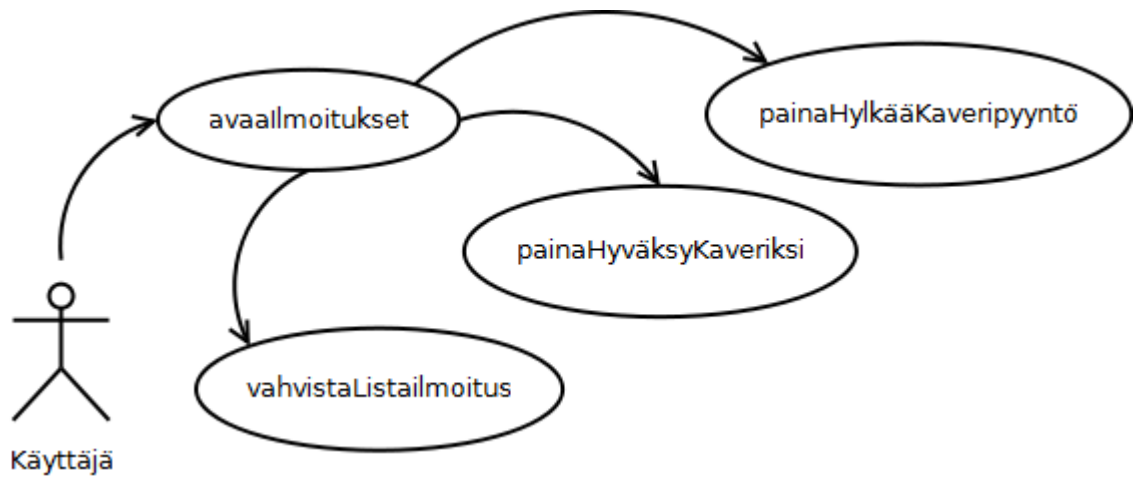 painaHylkääKaveripyyntö
avaaIlmoitukset
painaHyväksyKaveriksi
vahvistaListailmoitus
Käyttäjä